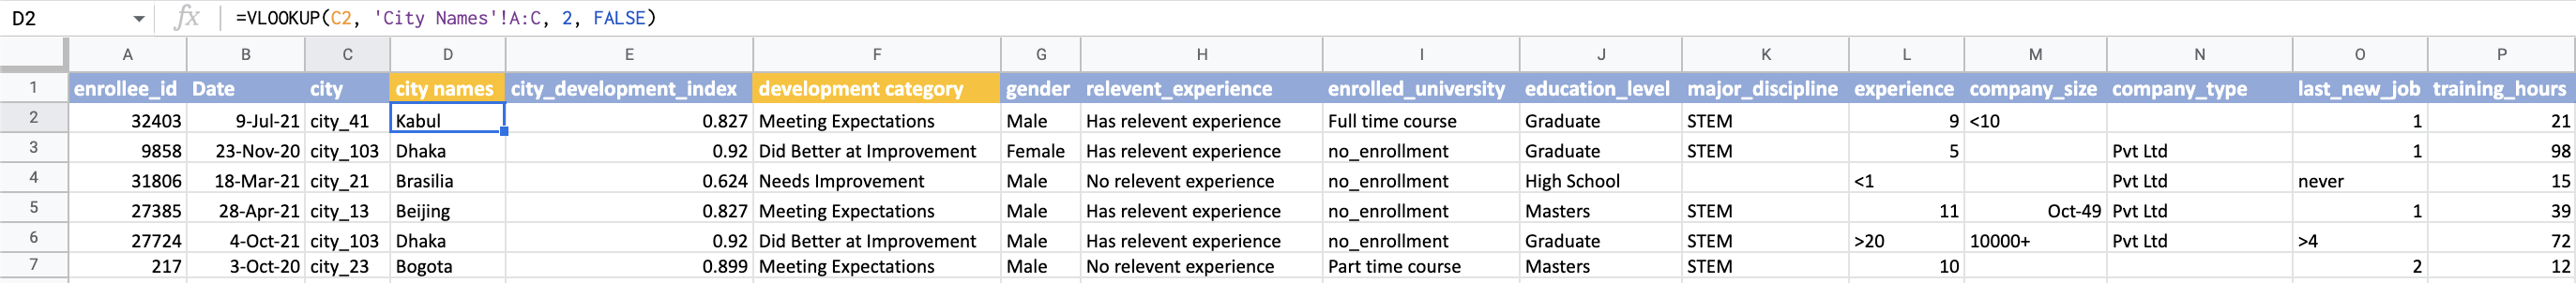 D2 fx =VLOOKUP(C2, 'City Names'!A:C, 2, FALSE)
A B C D E F G H I J K L M N O P
1 enrollee_id Date city city names city_development_index development category gender relevent_experience enrolled_university education_level major_discipline experience company_size company_type last_new_job training_hours
2 32403 9-Jul-21 city_41 Kabul 0.827 Meeting Expectations Male Has relevent experience Full time course Graduate STEM 9 <10 1 21
3 9858 23-Nov-20 city_103 Dhaka 0.92 Did Better at Improvement Female Has relevent experience no_enrollment Graduate STEM 5 Pvt Ltd 1 98
4 31806 18-Mar-21 city_21 Brasilia 0.624 Needs Improvement Male No relevent experience no_enrollment High School <1 Pvt Ltd never 15
5 27385 28-Apr-21 city_13 Beijing 0.827 Meeting Expectations Male Has relevent experience no_enrollment Masters STEM 11 Oct-49 Pvt Ltd 1 39
6 27724 4-Oct-21 city_103 Dhaka 0.92 Did Better at Improvement Male Has relevent experience no_enrollment Graduate STEM >20 10000+ Pvt Ltd >4 72
7 217 3-Oct-20 city_23 Bogota 0.899 Meeting Expectations Male No relevent experience Part time course Masters STEM 10 2 12